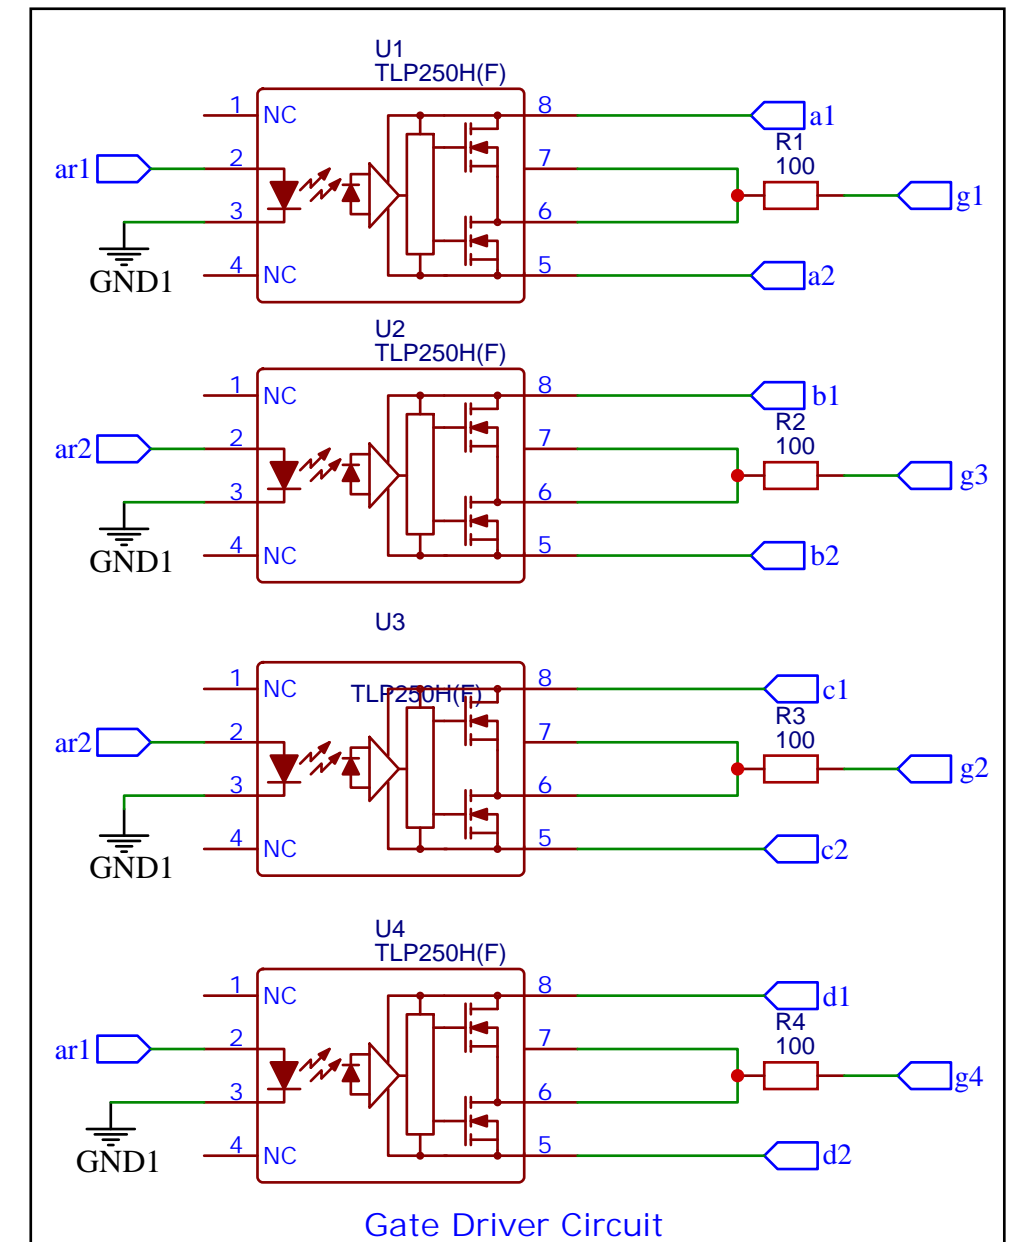 U1
TLP250H(F)
1 NC 8 a1
R1
100
ar1 2 7
g1
3 6
GND1
4 NC 5 a2
U2
TLP250H(F)
1 NC 8 b1
R2
100
ar2 2 7
g3
3 6
GND1
4 NC 5 b2
U3
1 NC 8 c1
TLP250H(F)
R3
100
ar2 2 7
g2
3 6
GND1
4 NC 5 c2
U4
TLP250H(F)
1 NC 8 d1
R4
100
ar1 2 7
g4
3 6
GND1
4 NC 5 d2
Gate Driver Circuit